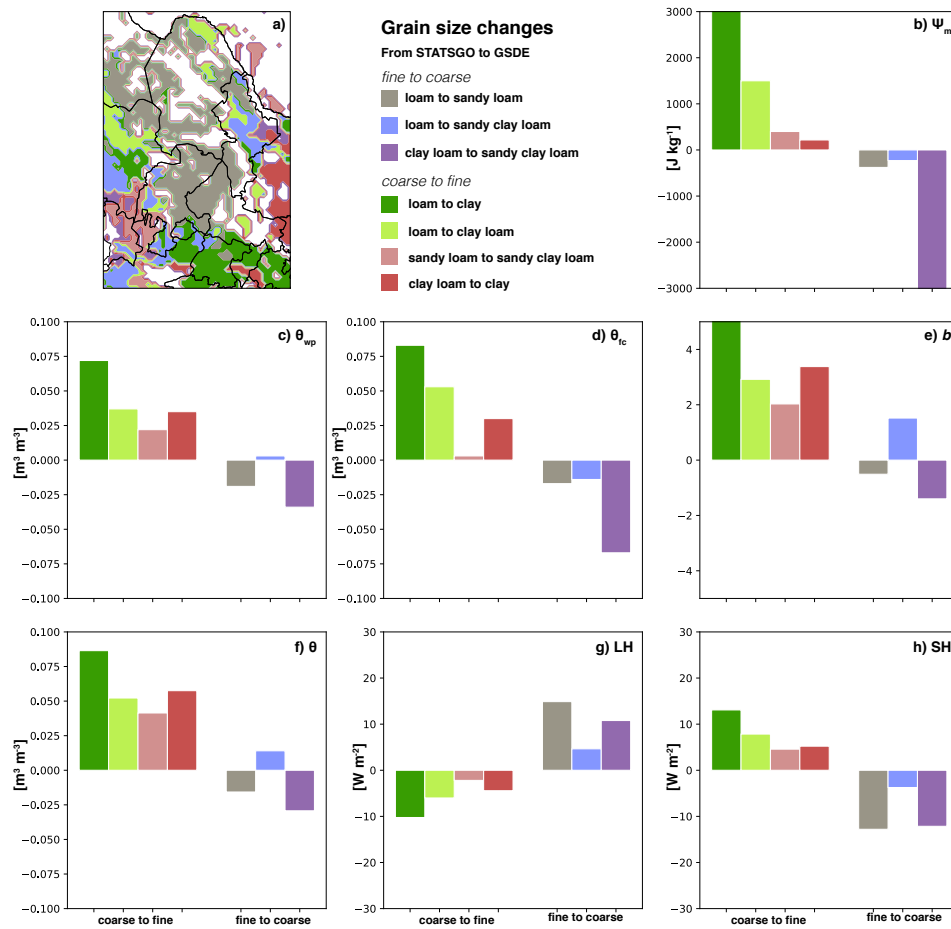 a)
Grain size changes
From STATSGO to GSDE
fine to coarse
loam to sandy loam
loam to sandy clay loam
clay loam to sandy clay loam
coarse to fine
loam to clay
loam to clay loam
sandy loam to sandy clay loam
clay loam to clay
b) Ψm
[J kg⁻¹]
3000
2000
1000
0
−1000
−2000
−3000
c) θwp
[m³ m⁻³]
0.100
0.075
0.050
0.025
0.000
−0.025
−0.050
−0.075
−0.100
d) θfc
[m³ m⁻³]
0.100
0.075
0.050
0.025
0.000
−0.025
−0.050
−0.075
−0.100
e) b
4
2
0
−2
−4
f) θ
[m³ m⁻³]
0.100
0.075
0.050
0.025
0.000
−0.025
−0.050
−0.075
−0.100
coarse to fine
fine to coarse
g) LH
[W m⁻²]
30
20
10
0
−10
−20
−30
coarse to fine
fine to coarse
h) SH
[W m⁻²]
30
20
10
0
−10
−20
−30
coarse to fine
fine to coarse